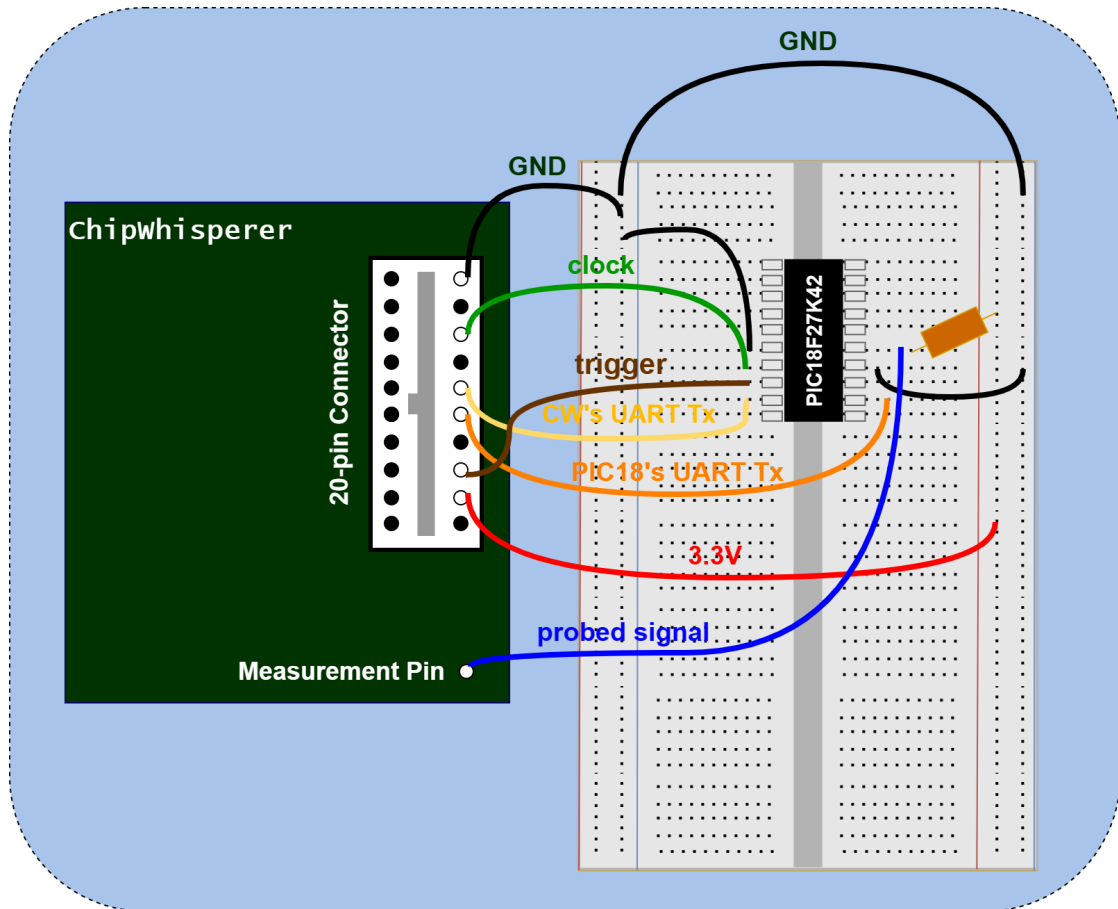 GND
GND
ChipWhisperer
clock
PIC18F27K42
20-pin Connector
trigger
CW's UART Tx
PIC18's UART Tx
3.3V
probed signal
Measurement Pin